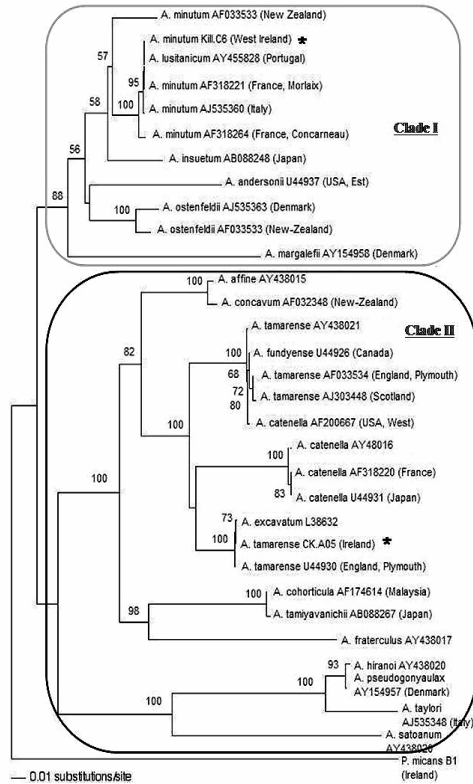 A. minutum AF033533 (New Zealand)
A. minutum Kill.C6 (West Ireland) *
57
A. lusitanicum AY455828 (Portugal)
95
A. minutum AF318221 (France, Morlaix)
58
100
A. minutum AJ535360 (Italy)
A. minutum AF318264 (France, Concarneau)
Clade I
56
A. insuetum AB088248 (Japan)
A. andersonii U44937 (USA, Est)
88
100
A. ostenfeldii AJ535363 (Denmark)
A. ostenfeldii AF033533 (New-Zealand)
A. margalefii AY154958 (Denmark)
100
A. affine AY438015
A. concavum AF032348 (New-Zealand)
A. tamarense AY438021
Clade II
82
100
A. fundyense U44926 (Canada)
68
A. tamarense AF033534 (England, Plymouth)
72
A. tamarense AJ303448 (Scotland)
80
A. catenella AF200667 (USA, West)
100
A. catenella AY48016
100
A. catenella AF318220 (France)
100
83
A. catenella U44931 (Japan)
73
A. excavatum L38632
100
A. tamarense CK.A05 (Ireland) *
A. tamarense U44930 (England, Plymouth)
100
A. cohorticula AF174614 (Malaysia)
98
A. tamiyavanichii AB088267 (Japan)
A. fraterculus AY438017
93
A. hiranoi AY438020
100
A. pseudogonyaulax
AY154957 (Denmark)
100
A. taylori
AJ535348 (Italy)
A. satoanum
AY438020
P. micans B1
(Ireland)
0.01 substitutions/site